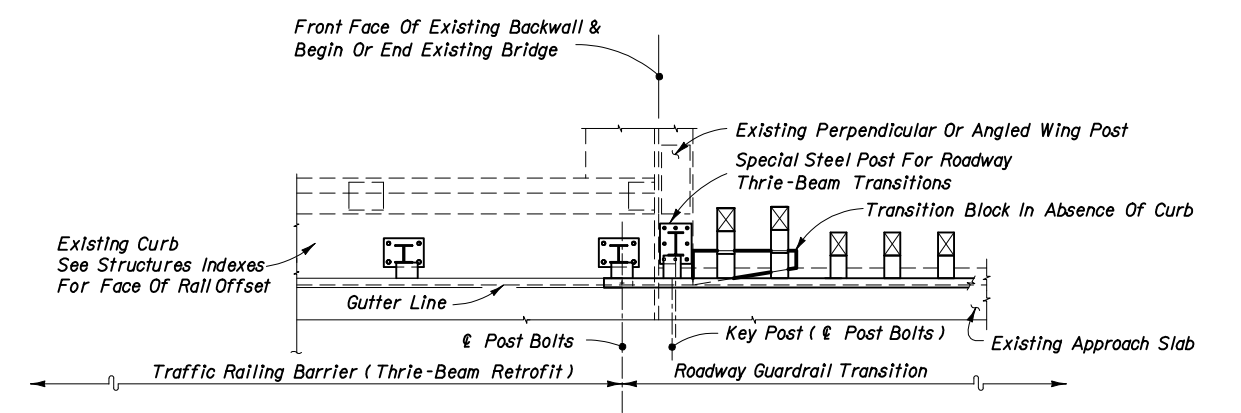 Front Face Of Existing Backwall &
Begin Or End Existing Bridge
Existing Perpendicular Or Angled Wing Post
Special Steel Post For Roadway
Thrie-Beam Transitions
Transition Block In Absence Of Curb
Existing Curb
See Structures Indexes
For Face Of Rail Offset
Gutter Line
℄ Post Bolts
Key Post ( ℄ Post Bolts )
Existing Approach Slab
Traffic Railing Barrier ( Thrie-Beam Retrofit )
Roadway Guardrail Transition